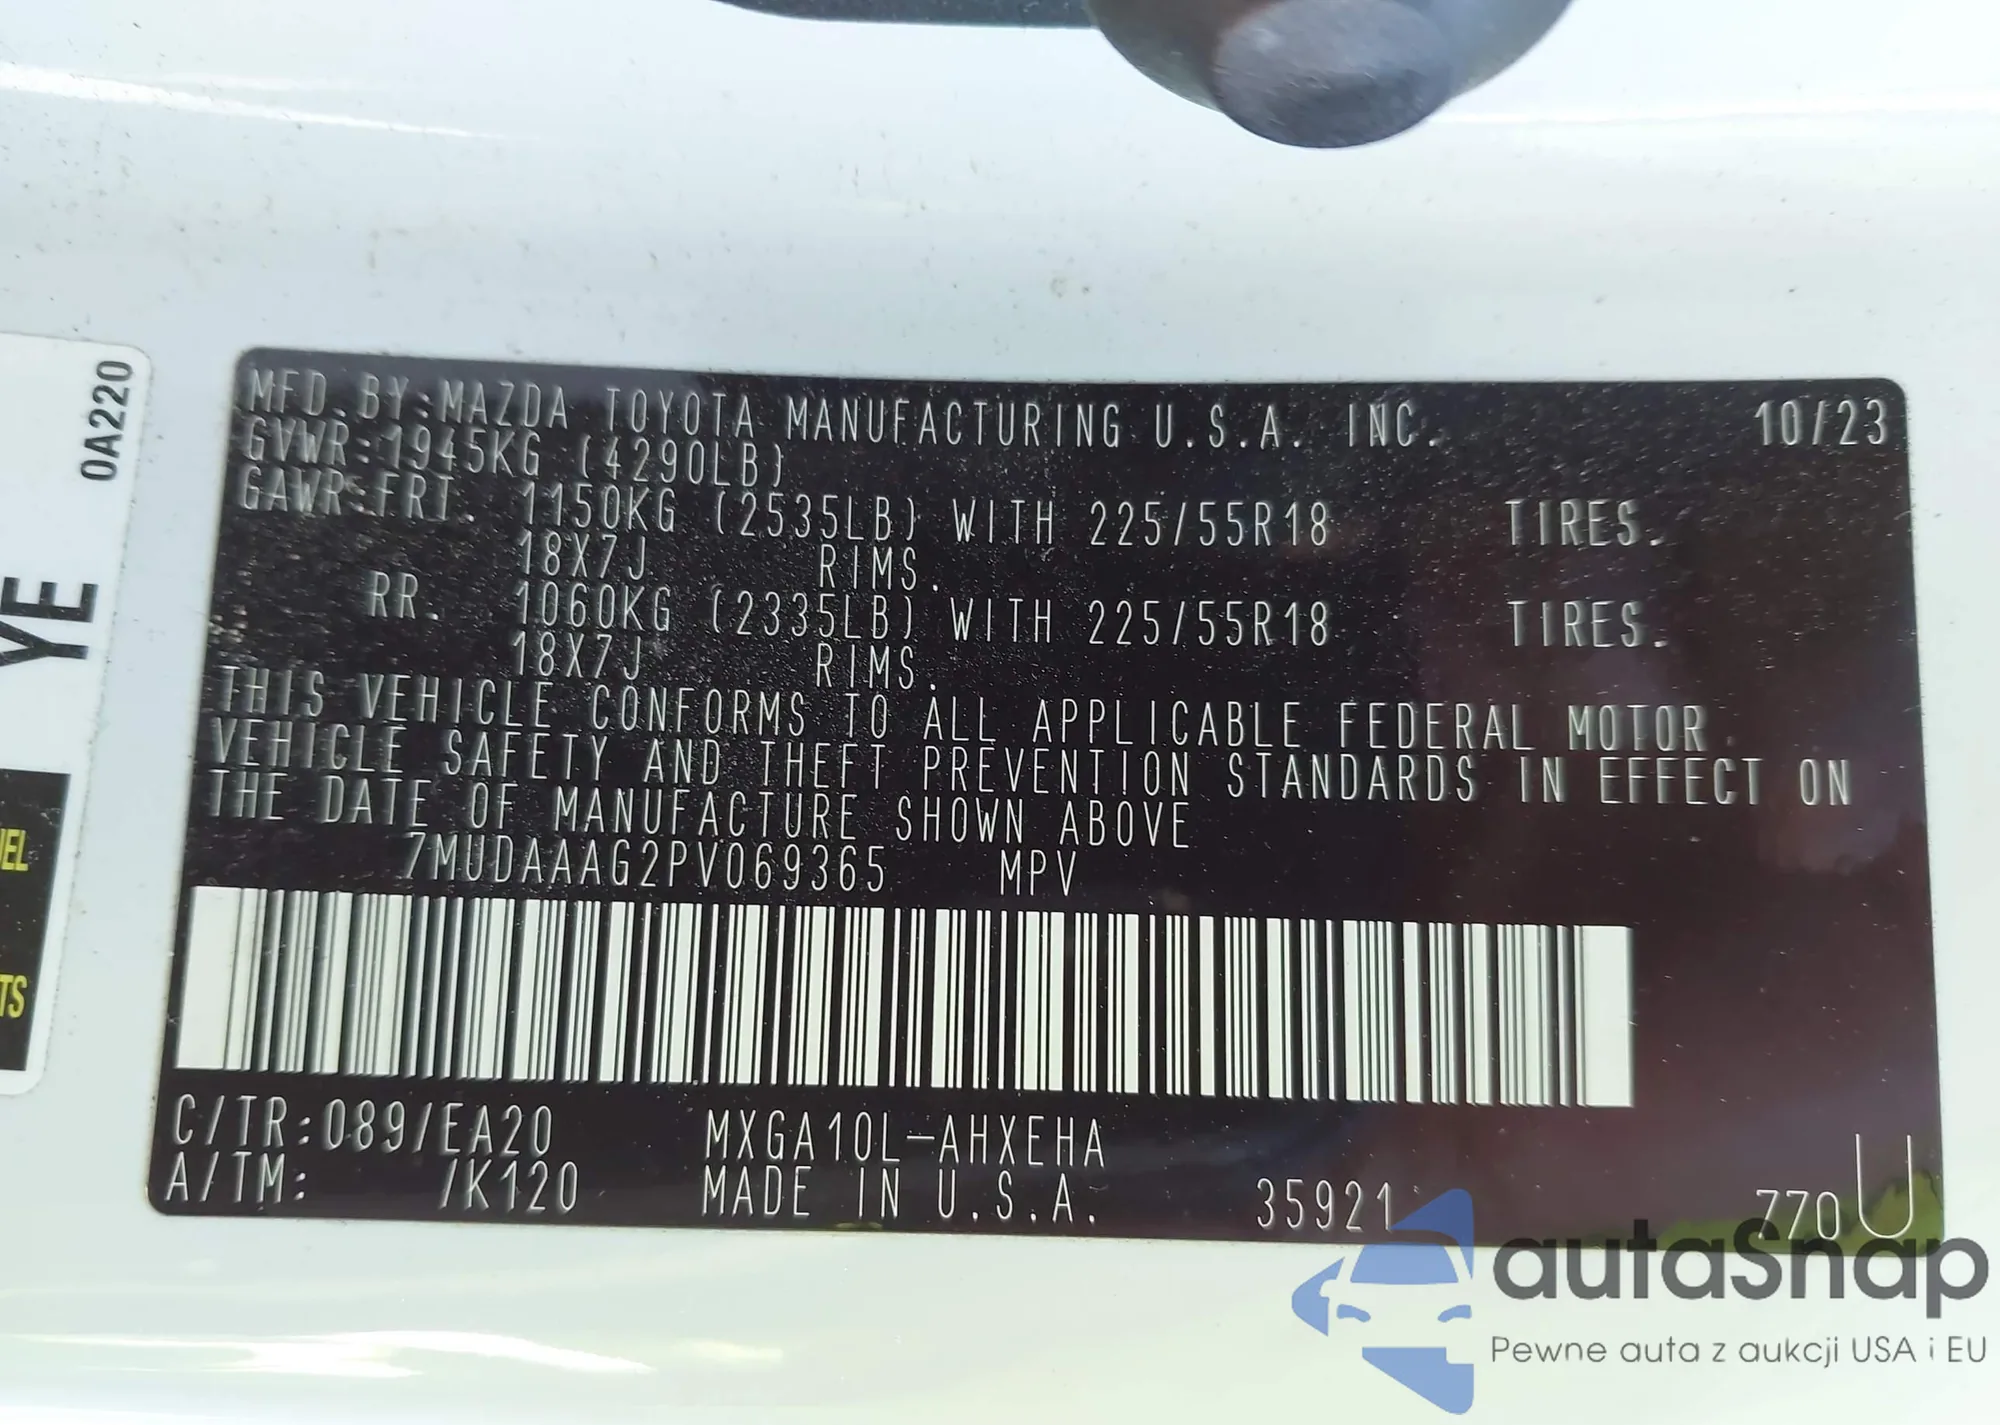 MFD.BY:MAZDA TOYOTA MANUFACTURING U.S.A. INC. 10/23
GVWR:1945KG (4290LB)
GAWR:FRT. 1150KG (2535LB) WITH 225/55R18 TIRES.
18X7J RIMS.
RR. 1060KG (2335LB) WITH 225/55R18 TIRES.
18X7J RIMS.
THIS VEHICLE CONFORMS TO ALL APPLICABLE FEDERAL MOTOR
VEHICLE SAFETY AND THEFT PREVENTION STANDARDS IN EFFECT ON
THE DATE OF MANUFACTURE SHOWN ABOVE
7MUDAAAG2PV069365 MPV
C/TR:089/EA20 MXGA10L-AHXEHA
A/TM: /K120 MADE IN U.S.A. 35921 770U
0A220
YE
autaSnap
Pewne auta z aukcji USA i EU